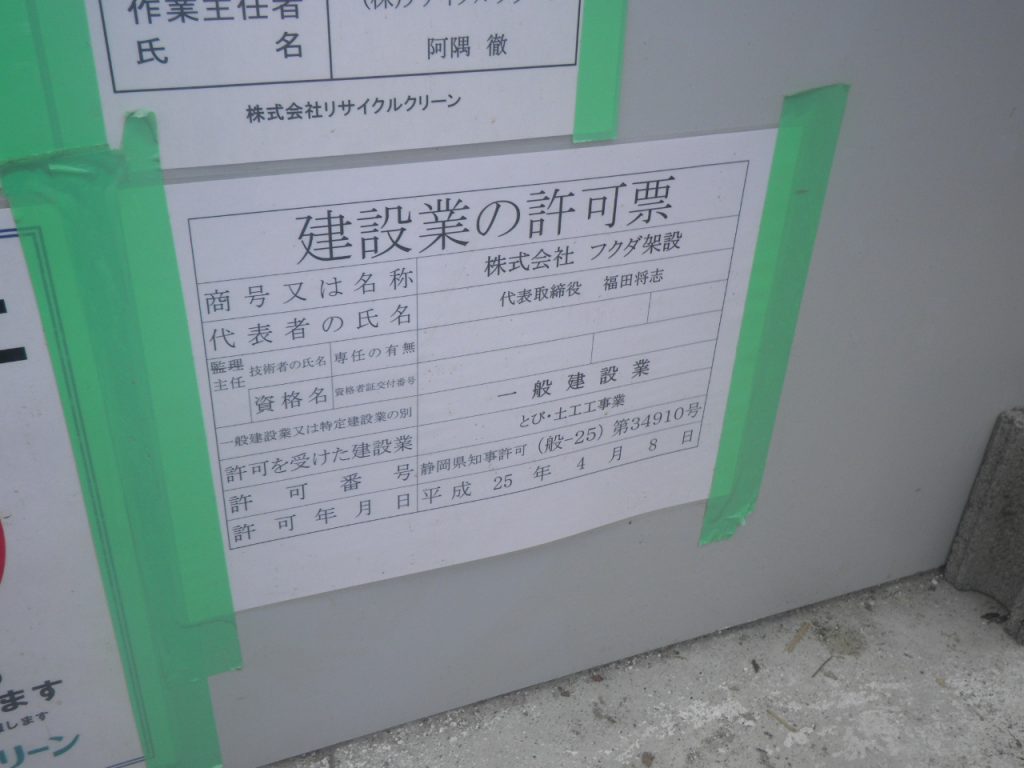 作業主任者
氏名
阿隅 徹
株式会社リサイクルクリーン
建設業の許可票
商号又は名称 株式会社 フクダ架設
代表者の氏名 代表取締役 福田将志
監理
主任 技術者の氏名 専任の有無
資格名 資格者証交付番号
一般建設業又は特定建設業の別 一般建設業
許可を受けた建設業 とび・土工工事業
許可番号 静岡県知事許可(般-25)第34910号
許可年月日 平成25年4月8日
ます
します
リーン